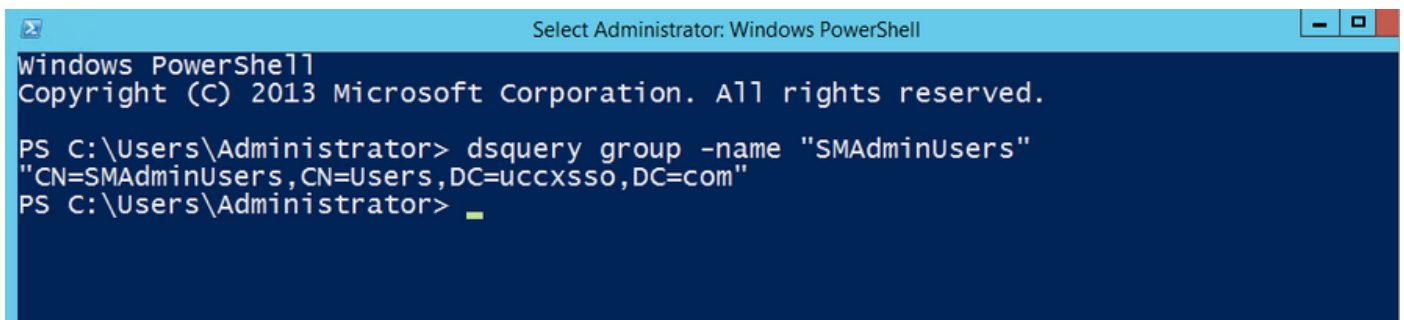 Select Administrator: Windows PowerShell
Windows PowerShell
Copyright (C) 2013 Microsoft Corporation. All rights reserved.
PS C:\Users\Administrator> dsquery group -name "SMAdminUsers"
"CN=SMAdminUsers,CN=Users,DC=uccxsso,DC=com"
PS C:\Users\Administrator>